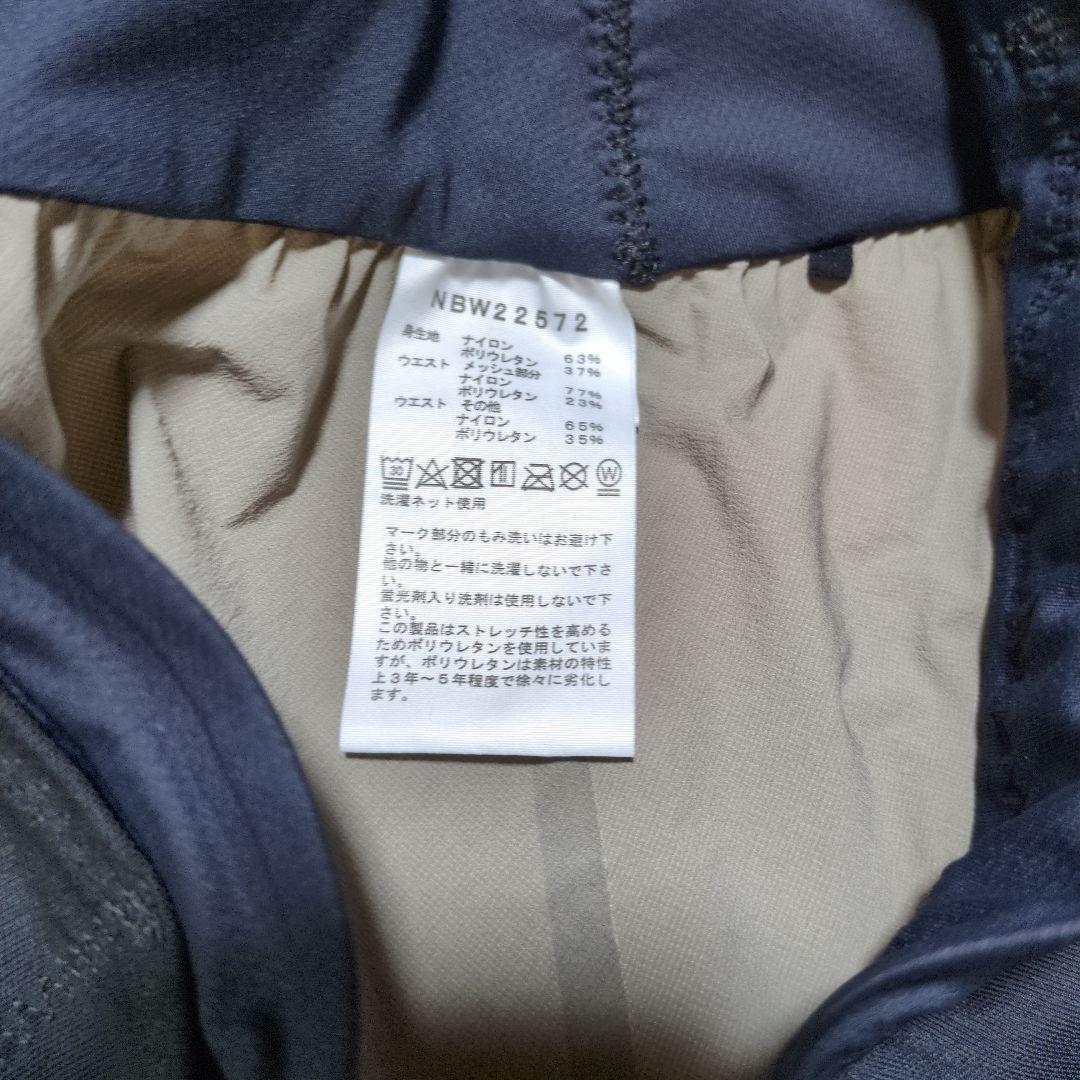 NBW22572
身生地 ナイロン 63%
ポリウレタン 37%
ウエスト メッシュ部分
ナイロン 77%
ポリウレタン 23%
ウエスト その他
ナイロン 65%
ポリウレタン 35%
30 W
洗濯ネット使用
マーク部分のもみ洗いはお避け下
さい。
他の物と一緒に洗濯しないで下さ
い。
蛍光剤入り洗剤は使用しないで下
さい。
この製品はストレッチ性を高める
ためポリウレタンを使用していま
すが、ポリウレタンは素材の特性
上3年～5年程度で徐々に劣化し
ます。